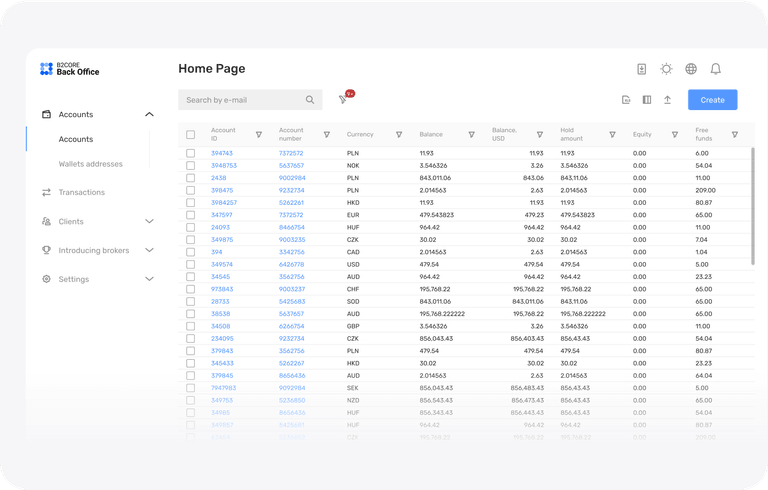 B2CORE
Back Office
Home Page
Search by e-mail
9+
Create
Accounts
Accounts
Wallets addresses
Transactions
Clients
Introducing brokers
Settings
Account ID Account number Currency Balance Balance, USD Hold amount Equity Free funds
394743 7372572 PLN 11.93 11.93 11.93 0.00 6.00
3948753 5637657 NOK 3.546326 3.26 3.546326 0.00 54.04
2438 9002984 PLN 843,011.06 843.06 843,11.06 0.00 11.00
398475 9232734 PLN 2.014563 2.63 2.014563 0.00 209.00
3984257 5262261 HKD 11.93 11.93 11.93 0.00 80.87
347597 7372572 EUR 479.543823 479.23 479.543823 0.00 65.00
24093 8466754 HUF 964.42 964.42 964.42 0.00 11.00
349875 9003235 CZK 30.02 30.02 30.02 0.00 7.04
394 3342756 CAD 2.014563 2.63 2.014563 0.00 1.04
349574 6426778 USD 479.54 479.54 479.54 0.00 5.00
34545 3562756 AUD 964.42 964.42 964.42 0.00 23.23
973843 9003237 CHF 195,768.22 195,768.22 195,768.22 0.00 65.00
28733 5425683 SOD 843,011.06 843,011.06 843,11.06 0.00 65.00
38538 5637657 AUD 195,768.222222 195,768.22 195,768.222222 0.00 65.00
34508 6266754 GBP 3.546326 3.26 3.546326 0.00 11.00
234095 9232734 CZK 856,043.43 856,403.43 856,43.43 0.00 54.04
379843 3562756 PLN 479.54 479.54 479.54 0.00 80.87
345433 5262267 HKD 30.02 30.02 30.02 0.00 23.23
379845 8656436 AUD 2.014563 2.63 2.014563 0.00 64.04
7947983 9092984 SEK 856,043.43 856,483.43 856,43.43 0.00 5.00
349753 5236850 NZD 856,543.43 856,473.43 856,43.43 0.00 65.00
34985 8656436 HUF 856,343.43 856,443.43 856,43.43 0.00 54.04
HUF 964.42 964.42 964.42 0.00 80.87
195,768.22 195,768.22 195,768.22 0.00 209.00